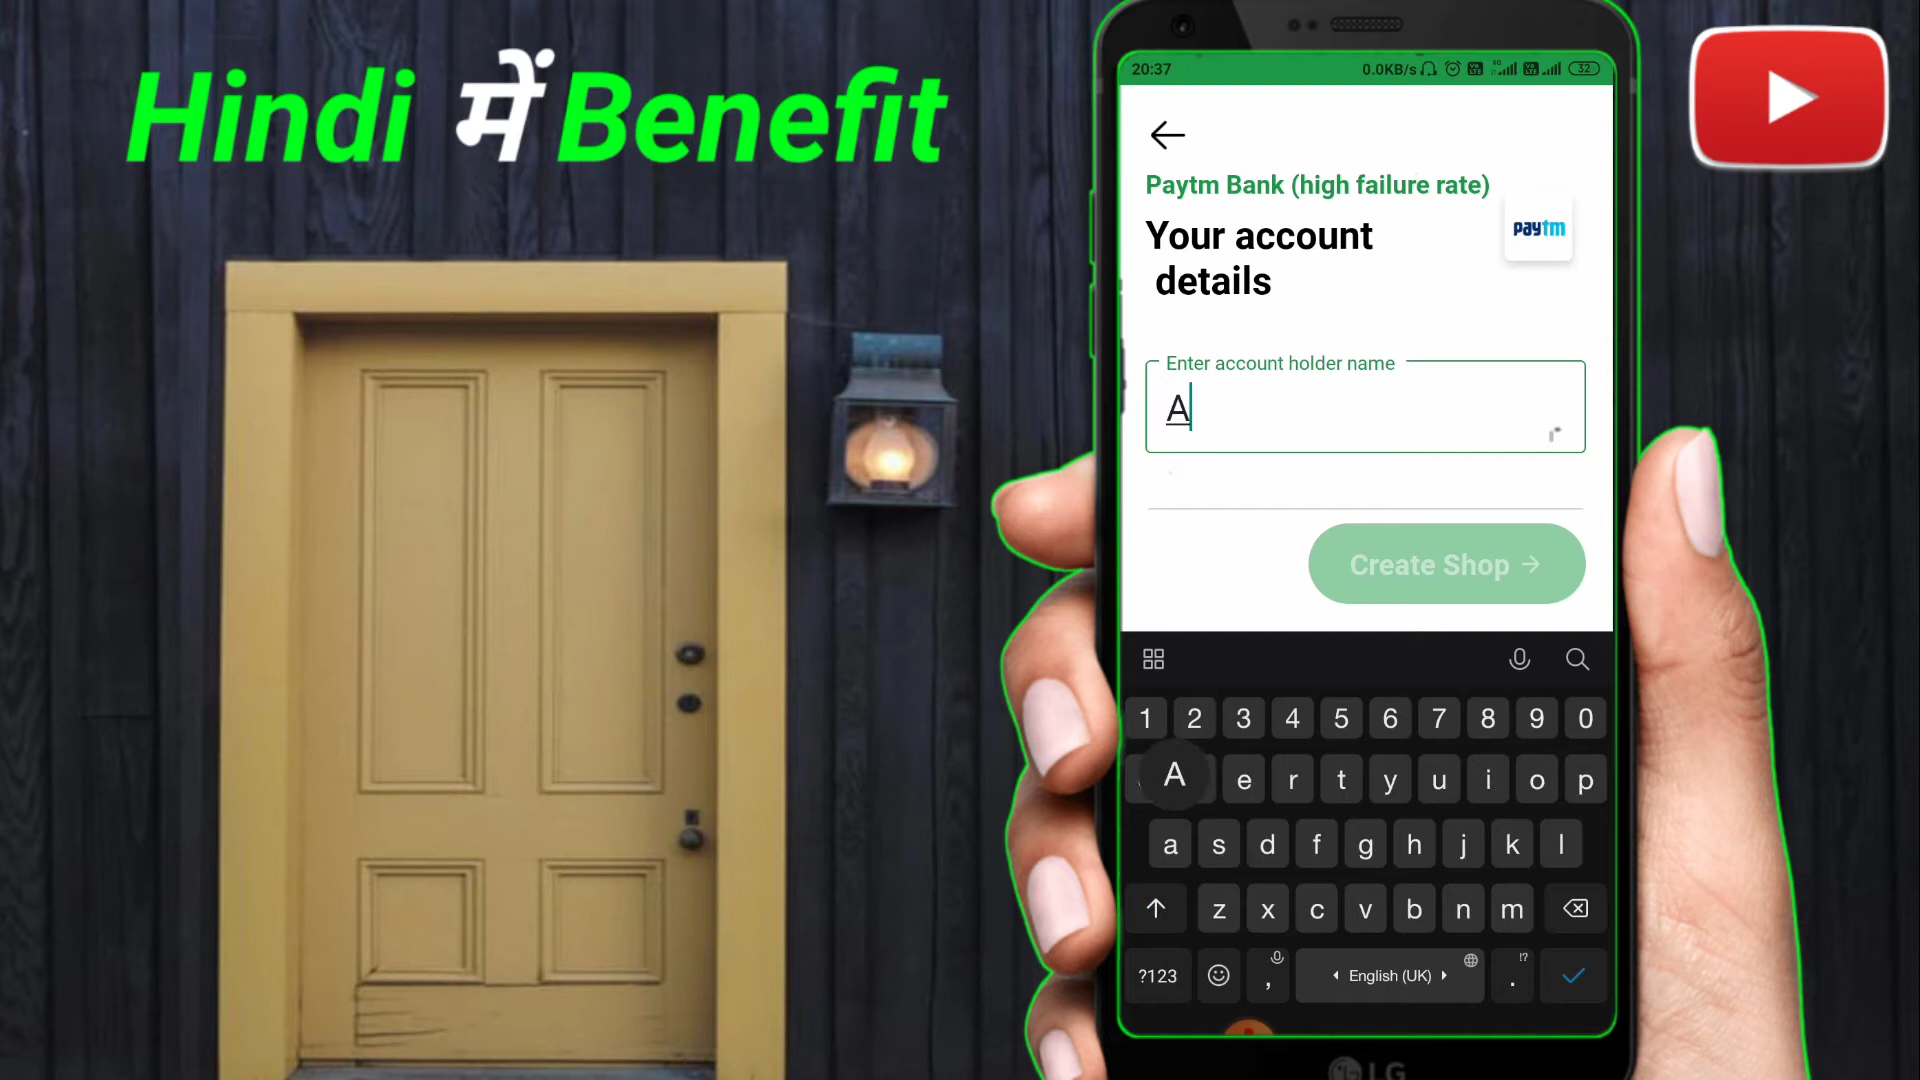 Hindi में Benefit
20:37 0.0KB/s 32
Paytm Bank (high failure rate)
paytm
Your account
details
Enter account holder name
A
Create Shop →
1 2 3 4 5 6 7 8 9 0
A e r t y u i o p
a s d f g h j k l
z x c v b n m
?123 , English (UK) . !?
LG